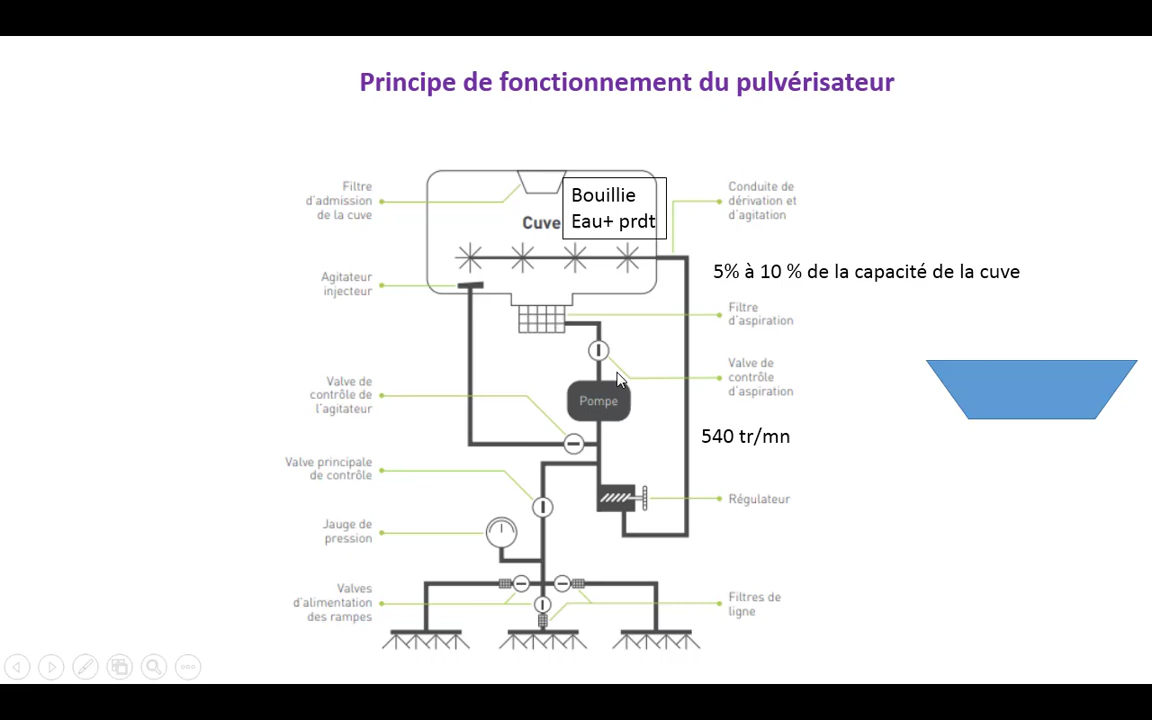 Principe de fonctionnement du pulvérisateur
Filtre
d'admission
de la cuve
Bouillie
Eau+ prdt
Cuve
Conduite de
dérivation et
d'agitation
5% à 10 % de la capacité de la cuve
Agitateur
injecteur
Filtre
d'aspiration
Valve de
contrôle
d'aspiration
Valve de
contrôle de
l'agitateur
Pompe
540 tr/mn
Valve principale
de contrôle
Régulateur
Jauge de
pression
Valves
d'alimentation
des rampes
Filtres de
ligne